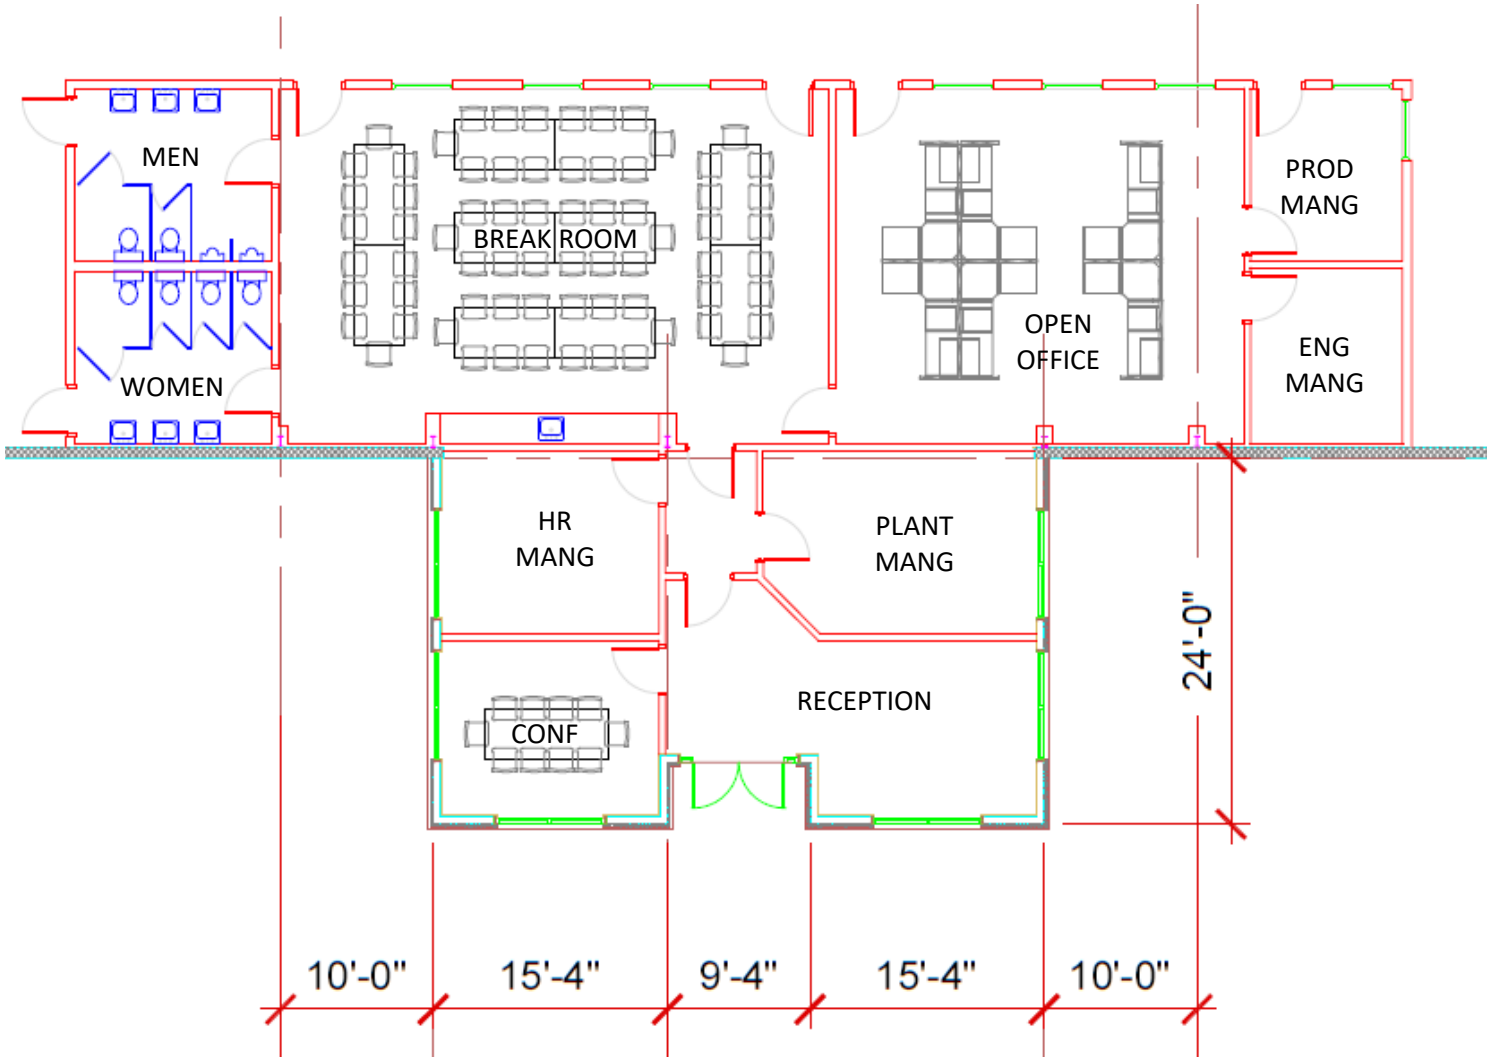 MEN
PROD
MANG
BREAK ROOM
OPEN
OFFICE
ENG
MANG
WOMEN
HR
MANG
PLANT
MANG
24'-0"
RECEPTION
CONF
10'-0"
15'-4"
9'-4"
15'-4"
10'-0"